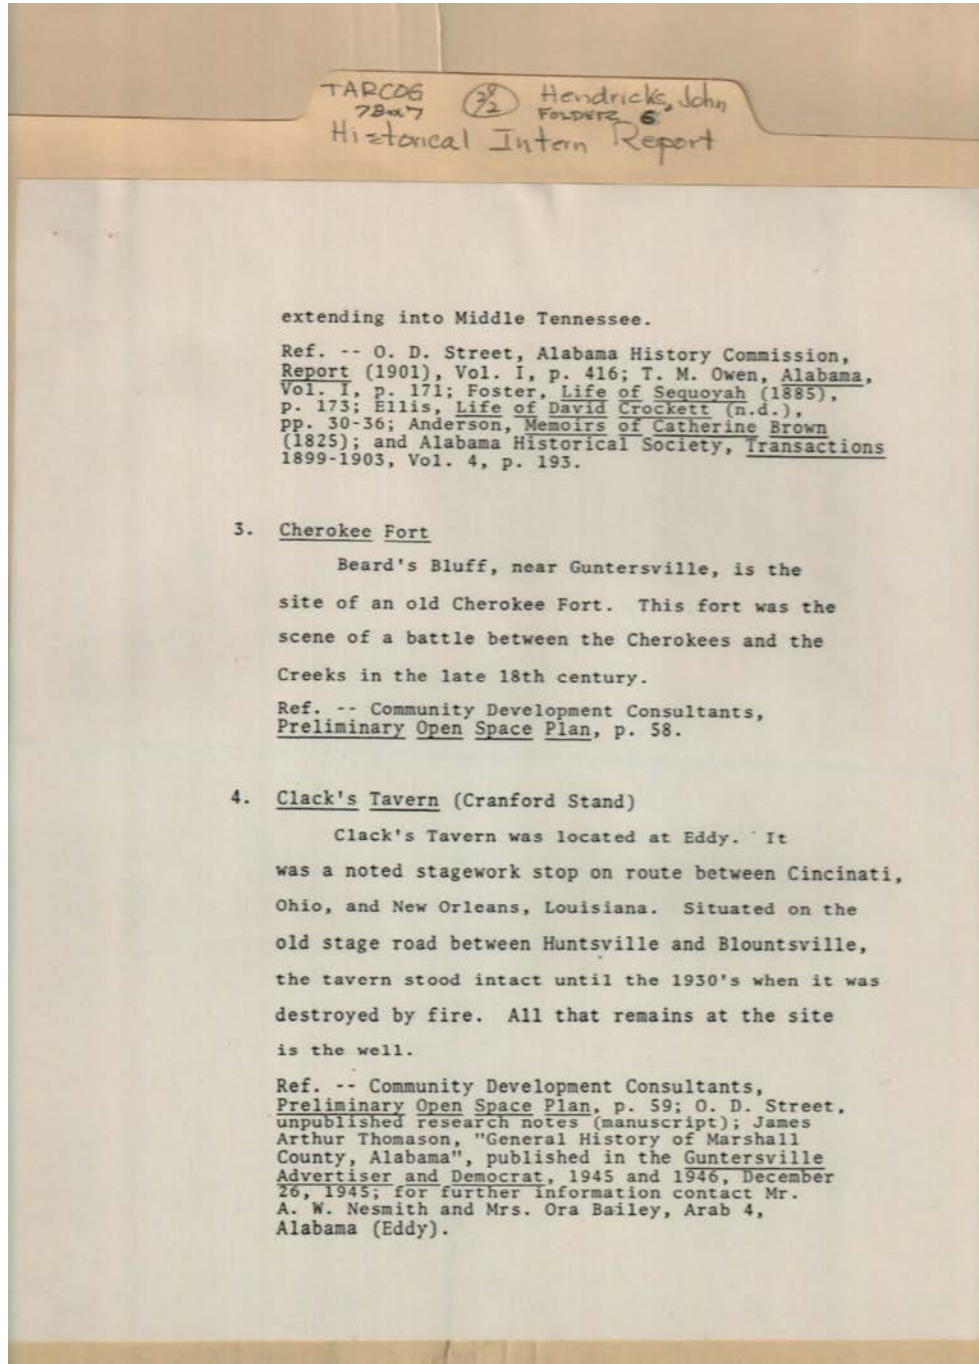 TARCOG
7Box7
28/2
Hendricks, John
FOLDERS 6
Historical Intern Report
extending into Middle Tennessee.
Ref. -- O. D. Street, Alabama History Commission,
Report (1901), Vol. I, p. 416; T. M. Owen, Alabama,
Vol. I, p. 171; Foster, Life of Sequoyah (1885),
p. 173; Ellis, Life of David Crockett (n.d.),
pp. 30-36; Anderson, Memoirs of Catherine Brown
(1825); and Alabama Historical Society, Transactions
1899-1903, Vol. 4, p. 193.
3. Cherokee Fort
Beard's Bluff, near Guntersville, is the
site of an old Cherokee Fort. This fort was the
scene of a battle between the Cherokees and the
Creeks in the late 18th century.
Ref. -- Community Development Consultants,
Preliminary Open Space Plan, p. 58.
4. Clack's Tavern (Cranford Stand)
Clack's Tavern was located at Eddy. It
was a noted stagework stop on route between Cincinati,
Ohio, and New Orleans, Louisiana. Situated on the
old stage road between Huntsville and Blountsville,
the tavern stood intact until the 1930's when it was
destroyed by fire. All that remains at the site
is the well.
Ref. -- Community Development Consultants,
Preliminary Open Space Plan, p. 59; O. D. Street,
unpublished research notes (manuscript); James
Arthur Thomason, "General History of Marshall
County, Alabama", published in the Guntersville
Advertiser and Democrat, 1945 and 1946, December
26, 1945; for further information contact Mr.
A. W. Nesmith and Mrs. Ora Bailey, Arab 4,
Alabama (Eddy).